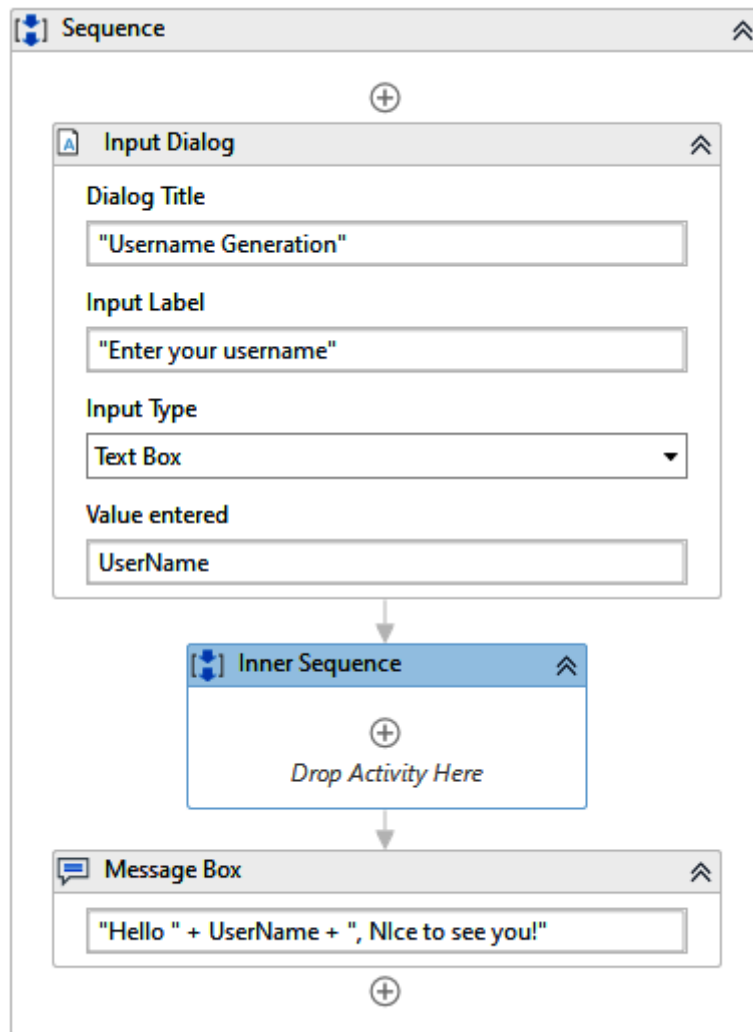 Sequence
Input Dialog
Dialog Title
"Username Generation"
Input Label
"Enter your username"
Input Type
Text Box
Value entered
UserName
Inner Sequence
Drop Activity Here
Message Box
"Hello " + UserName + ", NIce to see you!"